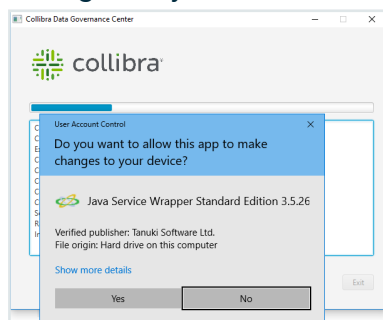 Collibra Data Governance Center
collibra
User Account Control
Do you want to allow this app to make
changes to your device?
Java Service Wrapper Standard Edition 3.5.26
Verified publisher: Tanuki Software Ltd.
File origin: Hard drive on this computer
Show more details
Yes
No
Exit